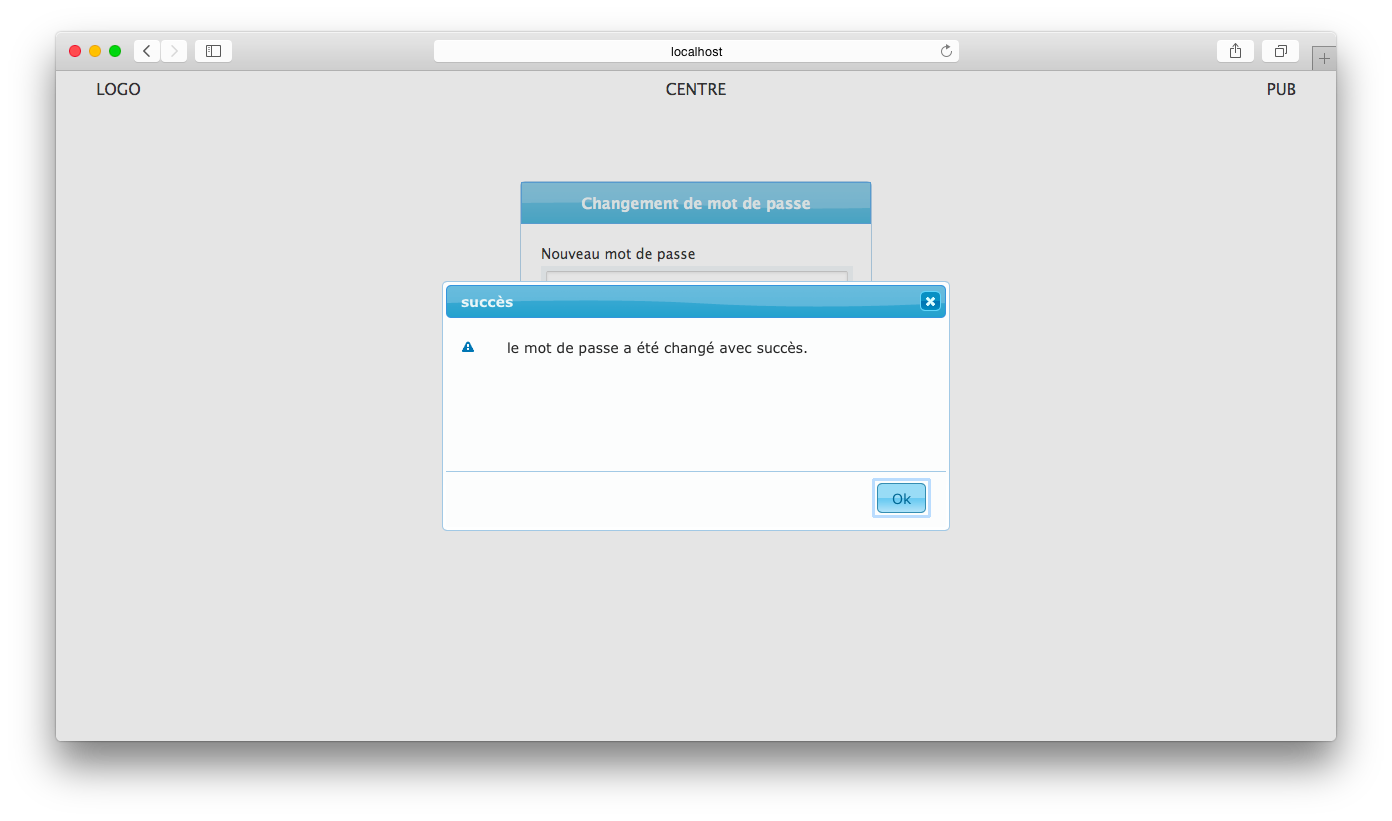 localhost
LOGO CENTRE PUB
Changement de mot de passe
Nouveau mot de passe
succès
le mot de passe a été changé avec succès.
Ok